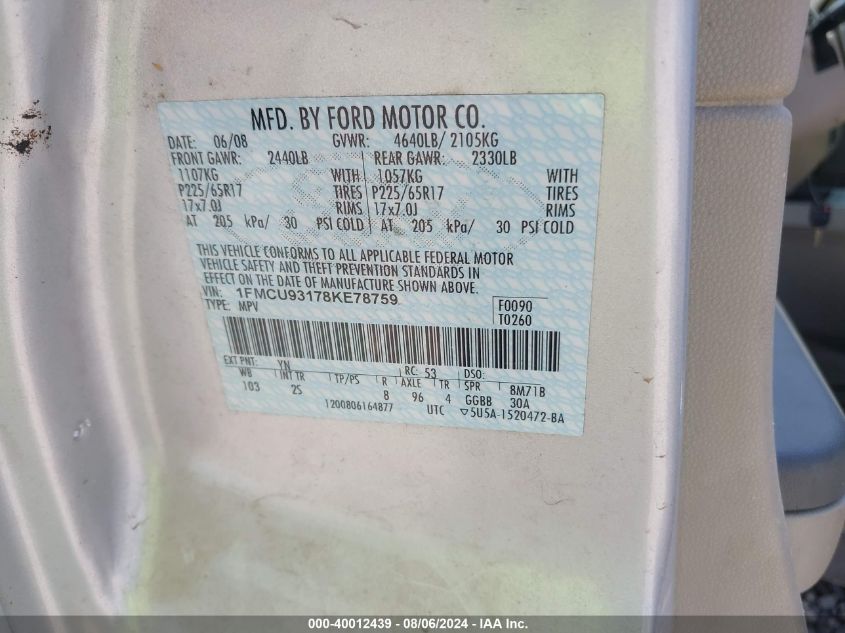 MFD. BY FORD MOTOR CO.
DATE: 06/08 GVWR: 4640LB/ 2105KG
FRONT GAWR: 2440LB REAR GAWR: 2330LB
1107KG WITH 1057KG WITH
P225/65R17 TIRES P225/65R17 TIRES
17x7.0J RIMS 17x7.0J RIMS
AT 205 kPa/ 30 PSI COLD AT 205 kPa/ 30 PSI COLD
THIS VEHICLE CONFORMS TO ALL APPLICABLE FEDERAL MOTOR
VEHICLE SAFETY AND THEFT PREVENTION STANDARDS IN
EFFECT ON THE DATE OF MANUFACTURE SHOWN ABOVE.
VIN: 1FMCU93178KE78759 F0090
TYPE: MPV T0260
EXT PNT: YN RC: 53 DSO:
WB INT TR TP/PS R AXLE TR SPR 8M71B
103 2S 8 96 4 GGBB 30A
1200806164877 UTC ▽5U5A-1520472-BA
000-40012439 - 08/06/2024 - IAA Inc.